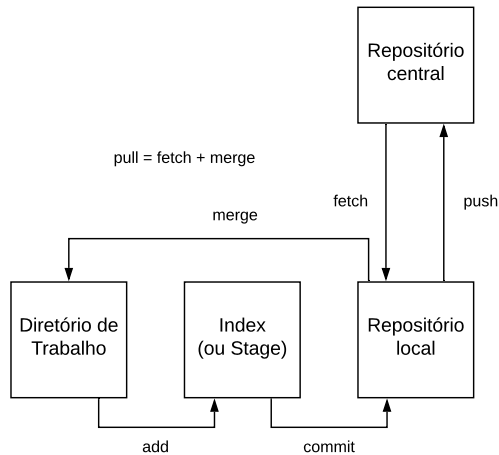 Repositório
central
pull = fetch + merge
fetch
push
merge
Diretório de
Trabalho
Index
(ou Stage)
Repositório
local
add
commit